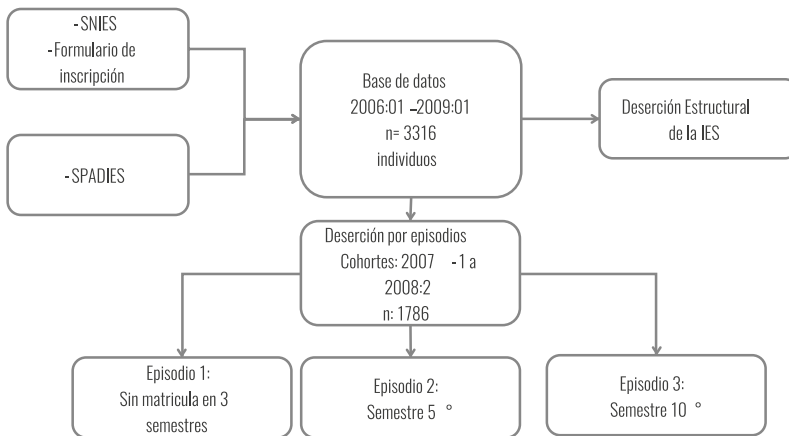 -SNIES
-Formulario de
inscripción
-SPADIES
Base de datos
2006:01 –2009:01
n= 3316
individuos
Deserción Estructural
de la IES
Deserción por episodios
Cohortes: 2007 -1 a
2008:2
n: 1786
Episodio 1:
Sin matricula en 3
semestres
Episodio 2:
Semestre 5 °
Episodio 3:
Semestre 10 °